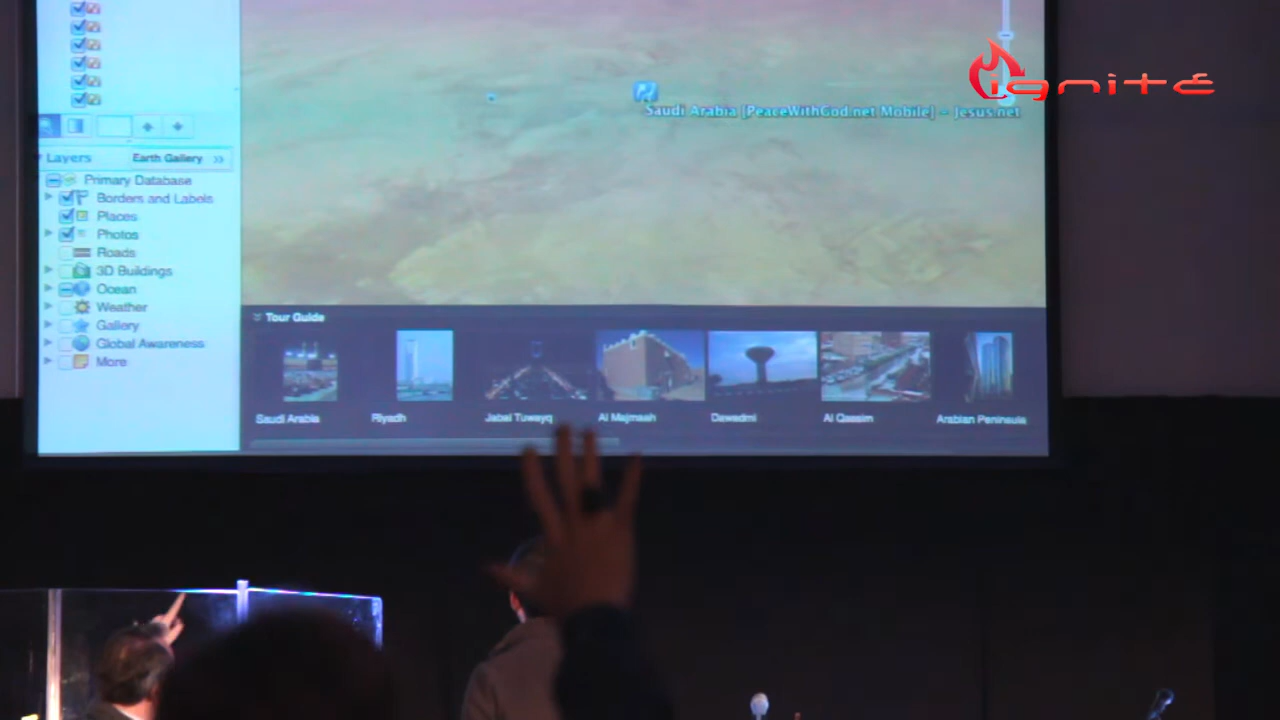 ignite
Saudi Arabia [PeaceWithGod.net Mobile] - Jesus.net
Layers
Earth Gallery >>
Primary Database
Borders and Labels
Places
Photos
Roads
3D Buildings
Ocean
Weather
Gallery
Global Awareness
More
Tour Guide
Saudi Arabia
Riyadh
Jabal Tuwayq
Al Majmaah
Dawadmi
Al Qassim
Arabian Peninsula